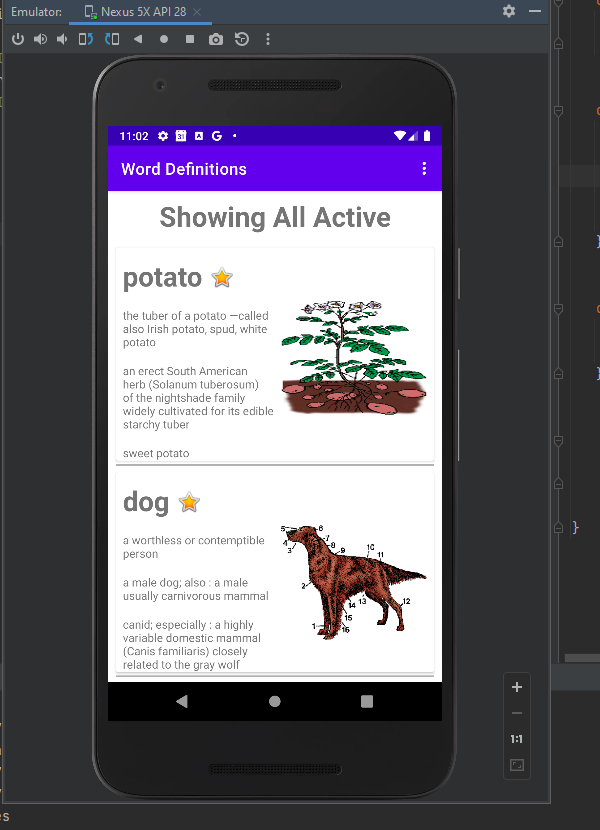 Emulator: Nexus 5X API 28
11:02 31 A G
Word Definitions
Showing All Active
potato
the tuber of a potato —called
also Irish potato, spud, white
potato
an erect South American
herb (Solanum tuberosum)
of the nightshade family
widely cultivated for its edible
starchy tuber
sweet potato
dog
a worthless or contemptible
person
a male dog; also : a male
usually carnivorous mammal
canid; especially : a highly
variable domestic mammal
(Canis familiaris) closely
related to the gray wolf
5 6
4 7
3 8
9
10
11
2
12
13
14
15
1 16
1:1
}
}
}
es